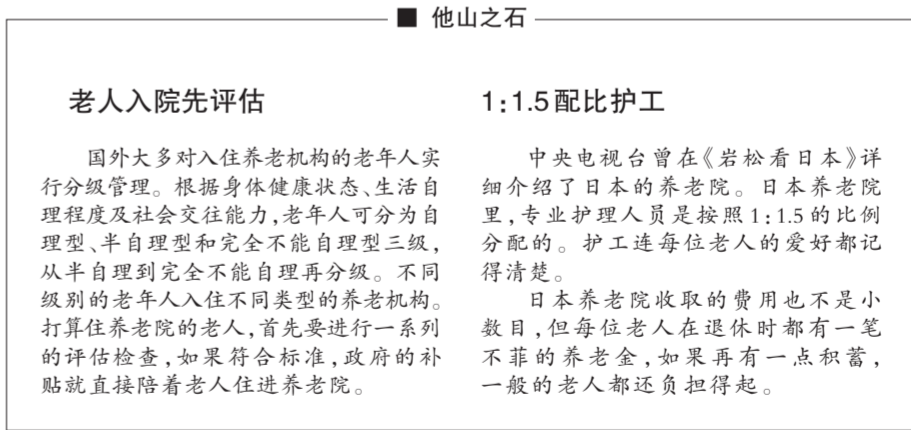 ■ 他山之石
老人入院先评估
国外大多对入住养老机构的老年人实
行分级管理。根据身体健康状态、生活自
理程度及社会交往能力,老年人可分为自
理型、半自理型和完全不能自理型三级,
从半自理到完全不能自理再分级。不同
级别的老年人入住不同类型的养老机构。
打算住养老院的老人,首先要进行一系列
的评估检查,如果符合标准,政府的补
贴就直接陪着老人住进养老院。
1:1.5配比护工
中央电视台曾在《岩松看日本》详
细介绍了日本的养老院。日本养老院
里,专业护理人员是按照1:1.5的比例
分配的。护工连每位老人的爱好都记
得清楚。
日本养老院收取的费用也不是小
数目,但每位老人在退休时都有一笔
不菲的养老金,如果再有一点积蓄,
一般的老人都还负担得起。